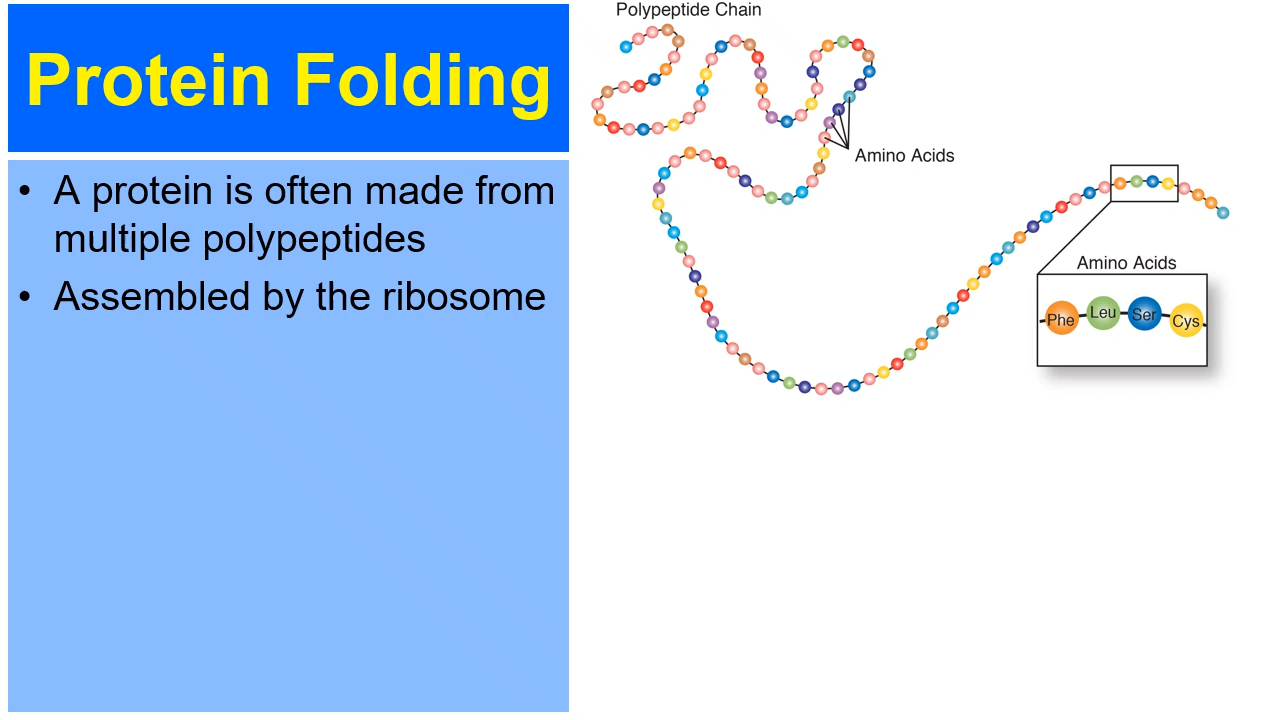 Protein Folding
• A protein is often made from
multiple polypeptides
• Assembled by the ribosome
Polypeptide Chain
Amino Acids
Amino Acids
Phe Leu Ser Cys